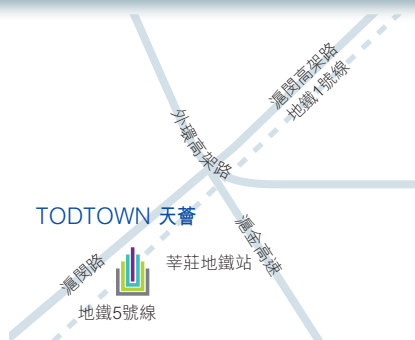 滬閔高架路
地鐵1號線
外環高架路
TODTOWN 天薈
滬金高速
滬閔路
莘莊地鐵站
地鐵5號線